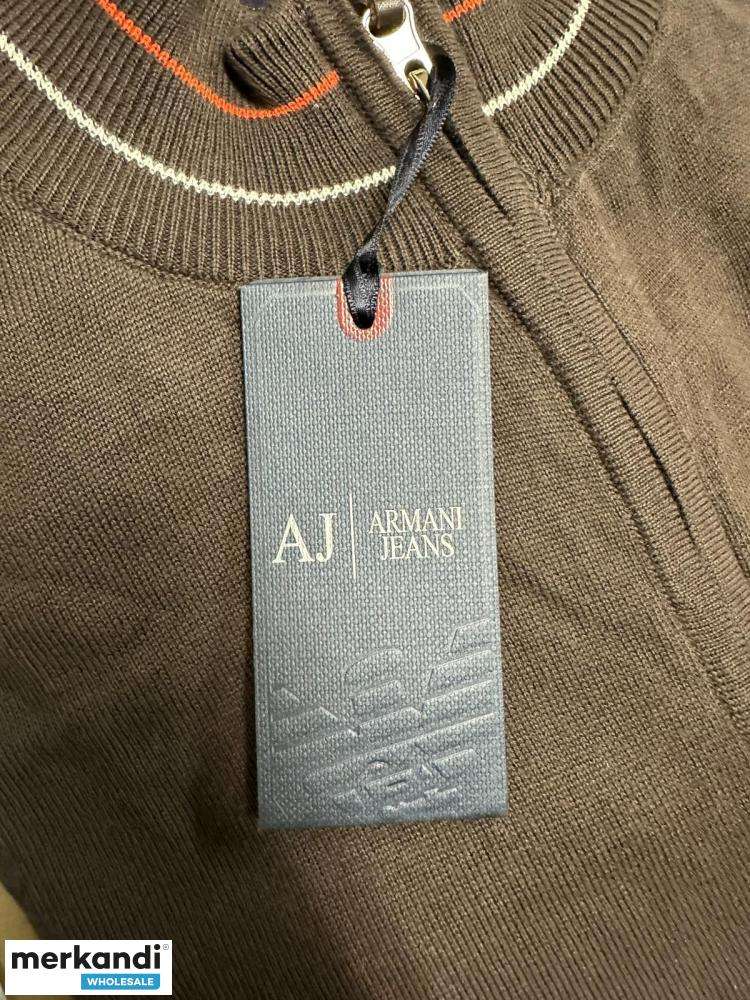 AJ | ARMANI
JEANS
merkandi®
WHOLESALE